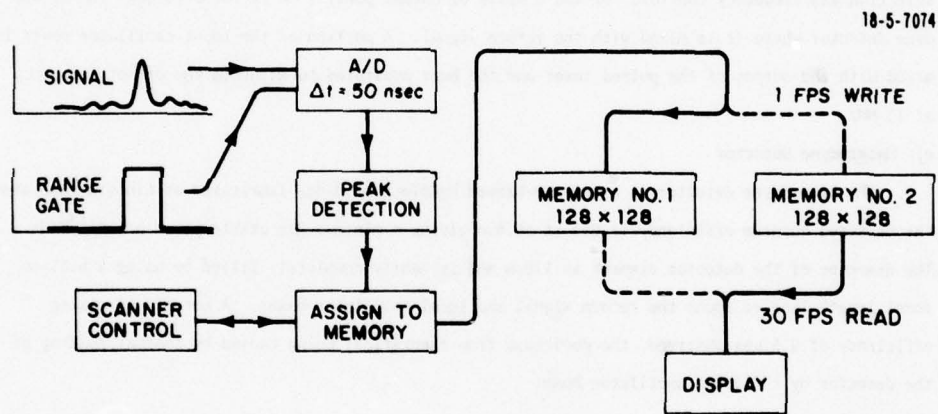 18-5-7074
SIGNAL
A/D
Δt = 50 nsec
1 FPS WRITE
RANGE
GATE
PEAK
DETECTION
MEMORY NO. 1
128 × 128
MEMORY NO. 2
128 × 128
SCANNER
CONTROL
ASSIGN TO
MEMORY
30 FPS READ
DISPLAY